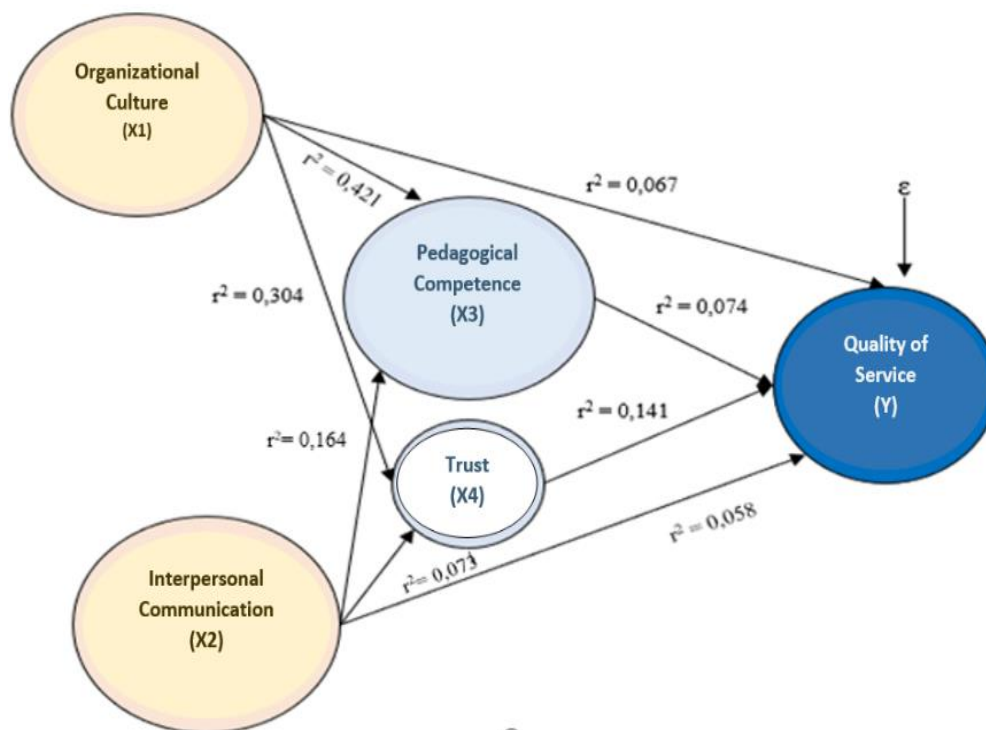 Organizational
Culture
(X1)
r² = 0,421
r² = 0,067
ε
Pedagogical
Competence
(X3)
r² = 0,304
r² = 0,074
Quality of
Service
(Y)
r² = 0,141
r²= 0,164
Trust
(X4)
r² = 0,058
r²= 0,073
Interpersonal
Communication
(X2)